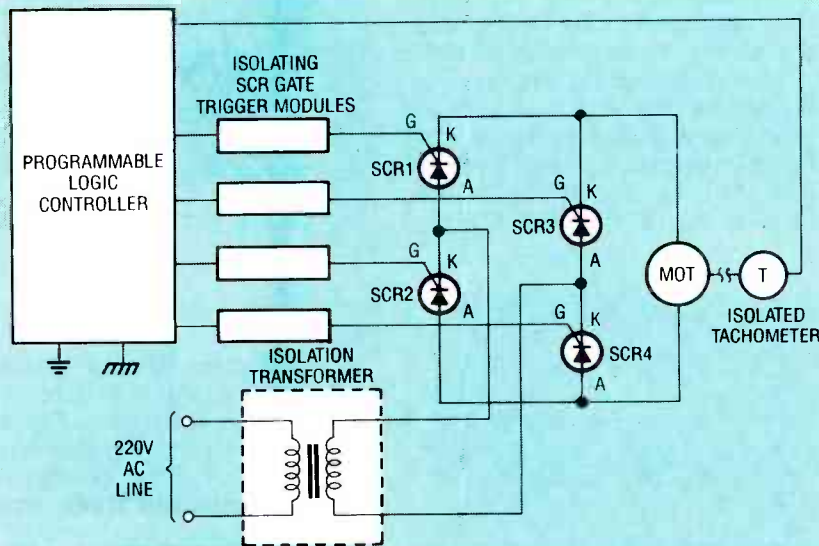 ISOLATING
SCR GATE
TRIGGER MODULES
PROGRAMMABLE
LOGIC
CONTROLLER
G
K
SCR1
A
G
K
SCR3
A
G
K
SCR2
A
G
K
SCR4
A
MOT
T
ISOLATED
TACHOMETER
ISOLATION
TRANSFORMER
220V
AC
LINE